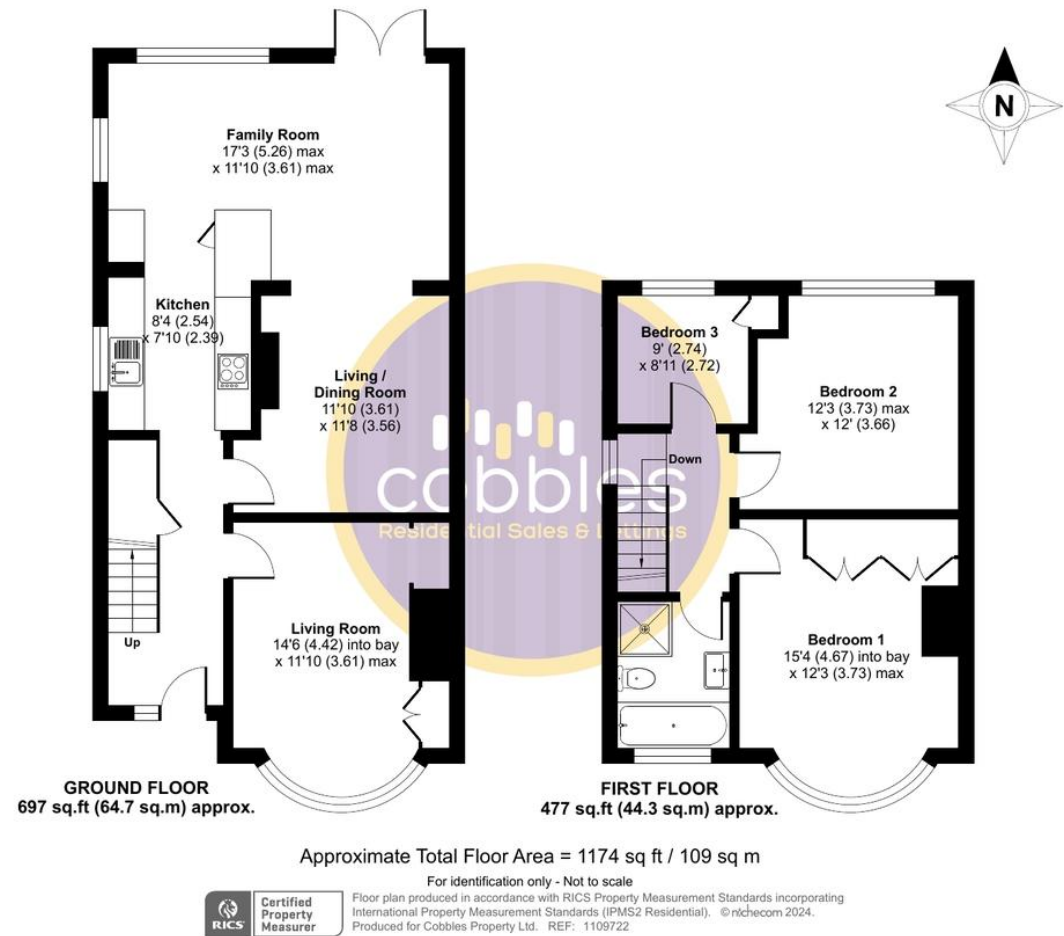 Family Room
17'3 (5.26) max
x 11'10 (3.61) max
N
Kitchen
8'4 (2.54)
x 7'10 (2.39)
Living /
Dining Room
11'10 (3.61)
x 11'8 (3.56)
Bedroom 3
9' (2.74)
x 8'11 (2.72)
Bedroom 2
12'3 (3.73) max
x 12' (3.66)
Down
cobbles
Residential Sales & Lettings
Up
Living Room
14'6 (4.42) into bay
x 11'10 (3.61) max
Bedroom 1
15'4 (4.67) into bay
x 12'3 (3.73) max
GROUND FLOOR
697 sq.ft (64.7 sq.m) approx.
FIRST FLOOR
477 sq.ft (44.3 sq.m) approx.
Approximate Total Floor Area = 1174 sq ft / 109 sq m
For identification only - Not to scale
RICS
Certified
Property
Measurer
Floor plan produced in accordance with RICS Property Measurement Standards incorporating
International Property Measurement Standards (IPMS2 Residential). © nichecom 2024.
Produced for Cobbles Property Ltd. REF: 1109722